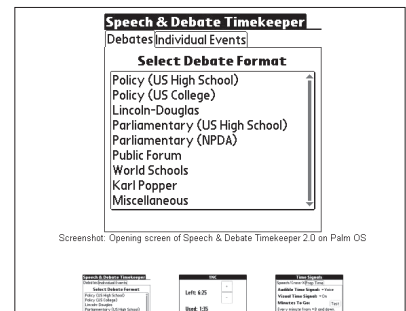 Speech & Debate Timekeeper
Debates Individual Events
Select Debate Format
Policy (US High School)
Policy (US College)
Lincoln-Douglas
Parliamentary (US High School)
Parliamentary (NPDA)
Public Forum
World Schools
Karl Popper
Miscellaneous
Screenshot: Opening screen of Speech & Debate Timekeeper 2.0 on Palm OS
Speech & Debate Timekeeper
Debates Individual Events
Select Debate Format
Policy (US High School)
Policy (US College)
Lincoln-Douglas
Parliamentary (US High School)
Left: 6:25
Used: 1:35
Time Signals
Audible Time Signal: Voice
Visual Time Signal: On
Minutes To Go: